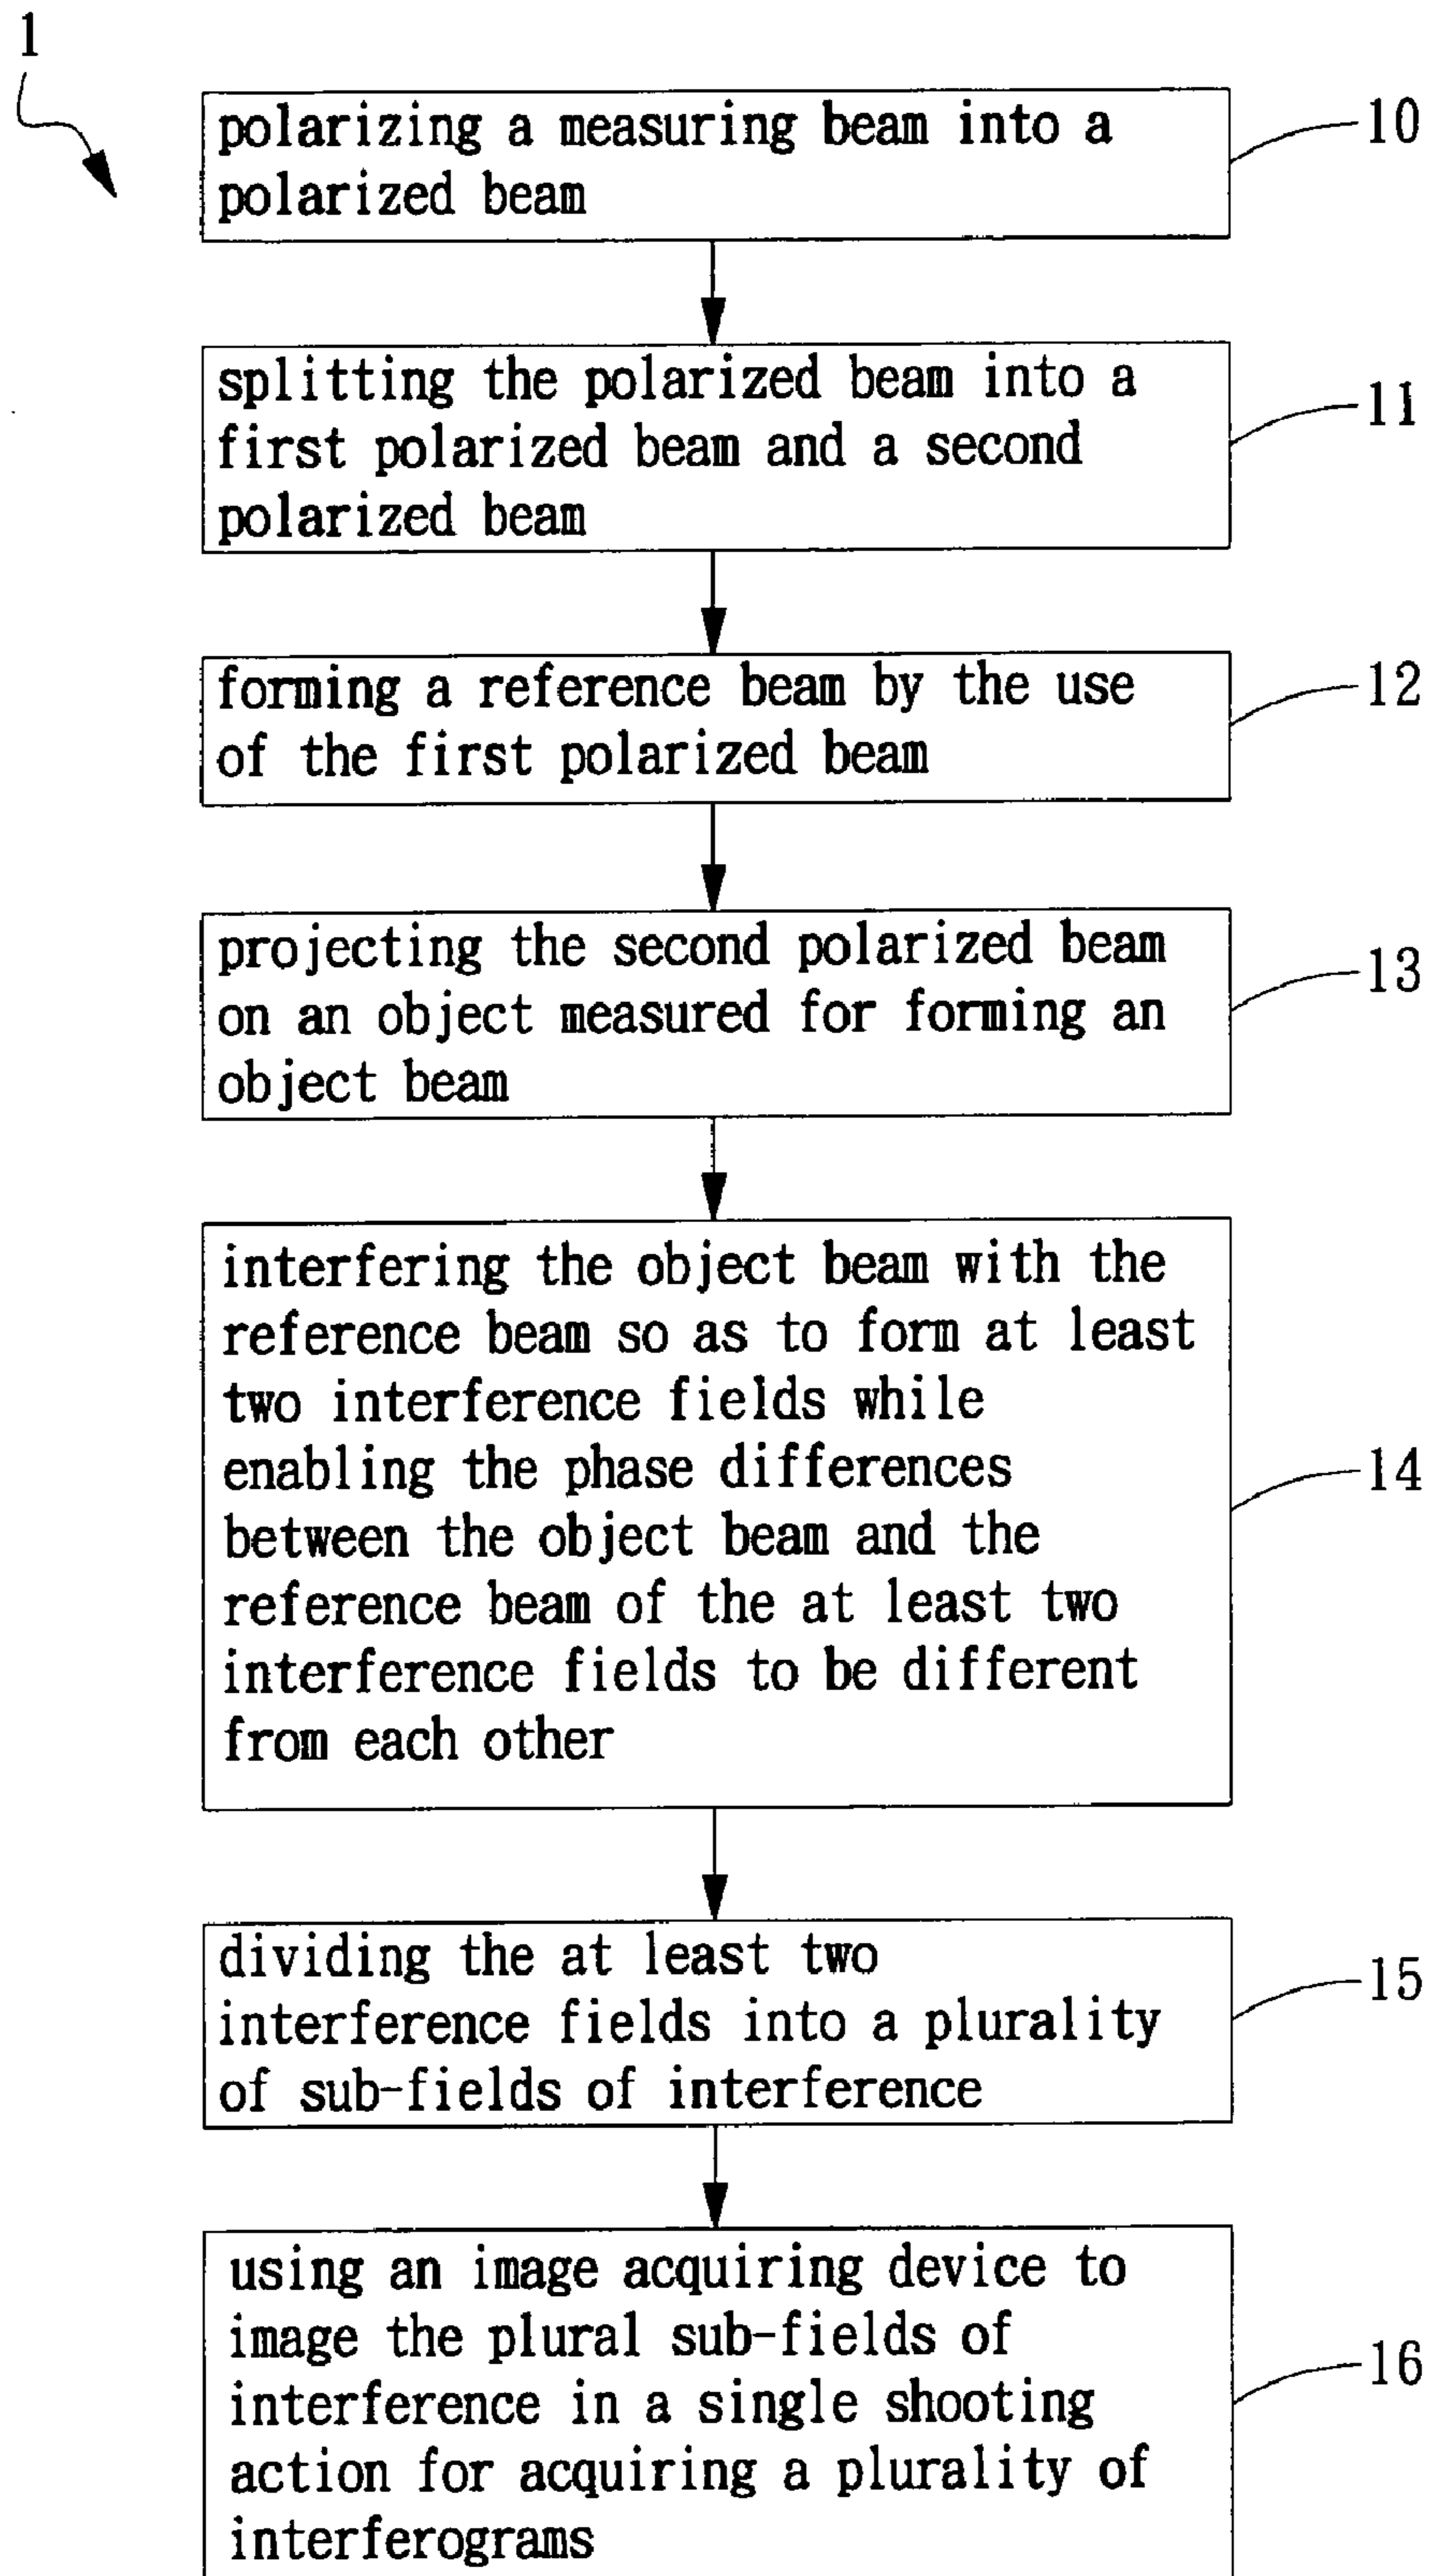 1
polarizing a measuring beam into a
polarized beam
10
splitting the polarized beam into a
first polarized beam and a second
polarized beam
11
forming a reference beam by the use
of the first polarized beam
12
projecting the second polarized beam
on an object measured for forming an
object beam
13
interfering the object beam with the
reference beam so as to form at least
two interference fields while
enabling the phase differences
between the object beam and the
reference beam of the at least two
interference fields to be different
from each other
14
dividing the at least two
interference fields into a plurality
of sub-fields of interference
15
using an image acquiring device to
image the plural sub-fields of
interference in a single shooting
action for acquiring a plurality of
interferograms
16